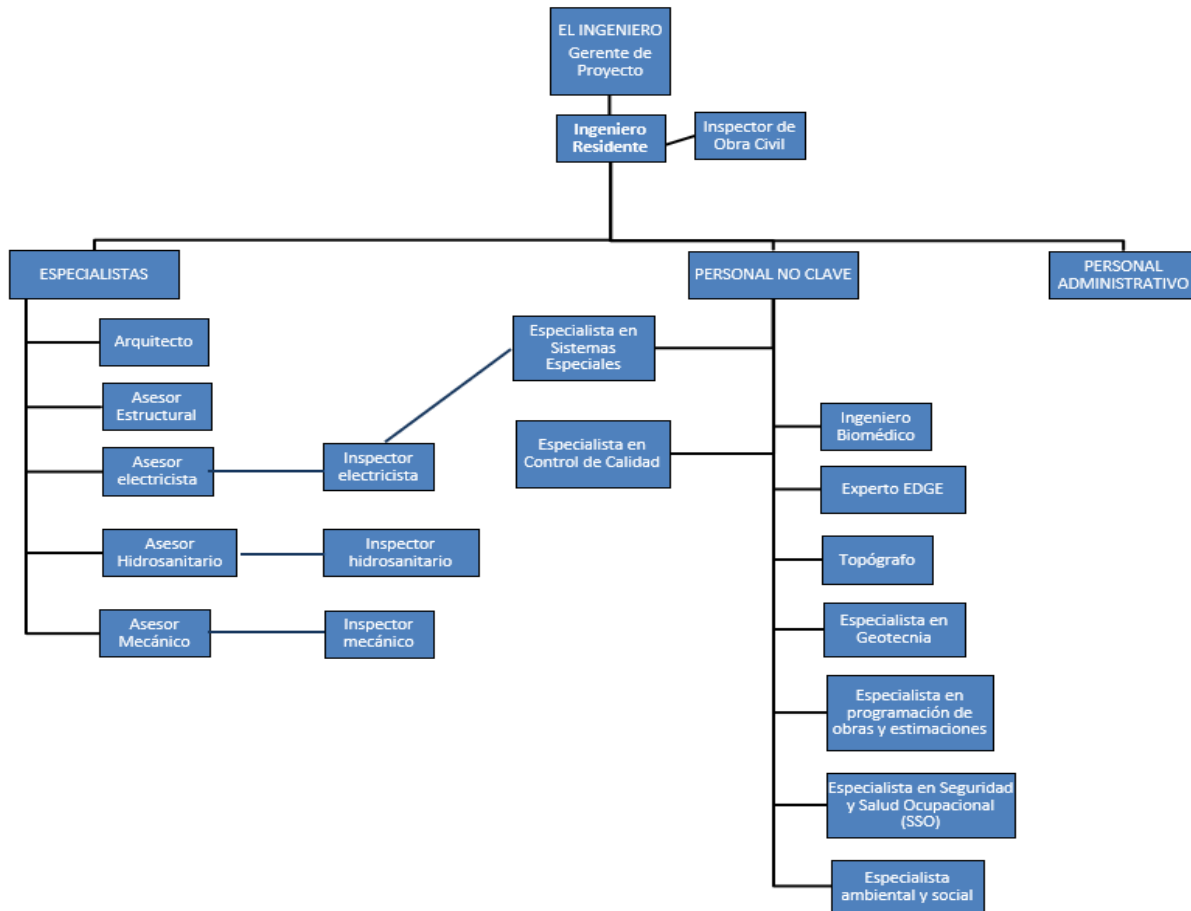 EL INGENIERO
Gerente de
Proyecto
Ingeniero
Residente
Inspector de
Obra Civil
ESPECIALISTAS
PERSONAL NO CLAVE
PERSONAL
ADMINISTRATIVO
Arquitecto
Asesor
Estructural
Asesor
electricista
Asesor
Hidrosanitario
Asesor
Mecánico
Inspector
electricista
Inspector
hidrosanitario
Inspector
mecánico
Especialista en
Sistemas
Especiales
Especialista en
Control de Calidad
Ingeniero
Biomédico
Experto EDGE
Topógrafo
Especialista en
Geotecnia
Especialista en
programación de
obras y estimaciones
Especialista en Seguridad
y Salud Ocupacional
(SSO)
Especialista
ambiental y social